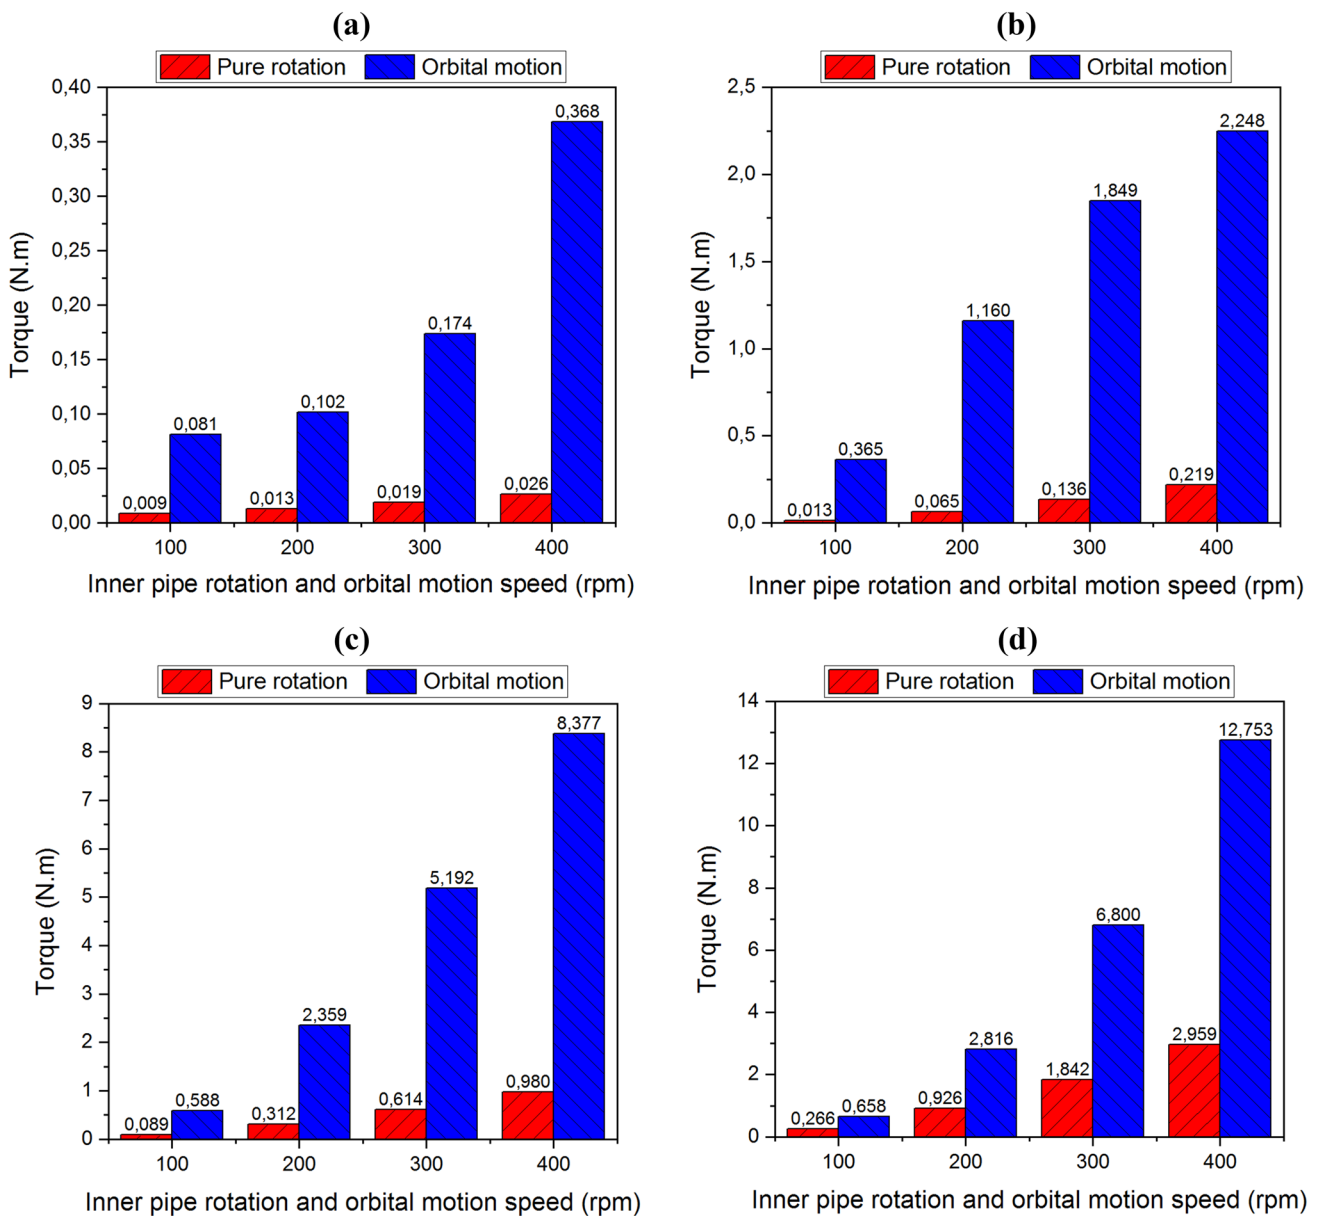 (a)
Pure rotation Orbital motion
0,40
0,35
0,30
0,25
0,20
0,15
0,10
0,05
0,00
Torque (N.m)
0,009 0,081 0,013 0,102 0,019 0,174 0,026 0,368
100 200 300 400
Inner pipe rotation and orbital motion speed (rpm)
(b)
Pure rotation Orbital motion
2,5
2,0
1,5
1,0
0,5
0,0
Torque (N.m)
0,013 0,365 0,065 1,160 0,136 1,849 0,219 2,248
100 200 300 400
Inner pipe rotation and orbital motion speed (rpm)
(c)
Pure rotation Orbital motion
9
8
7
6
5
4
3
2
1
0
Torque (N.m)
0,089 0,588 0,312 2,359 0,614 5,192 0,980 8,377
100 200 300 400
Inner pipe rotation and orbital motion speed (rpm)
(d)
Pure rotation Orbital motion
14
12
10
8
6
4
2
0
Torque (N.m)
0,266 0,658 0,926 2,816 1,842 6,800 2,959 12,753
100 200 300 400
Inner pipe rotation and orbital motion speed (rpm)